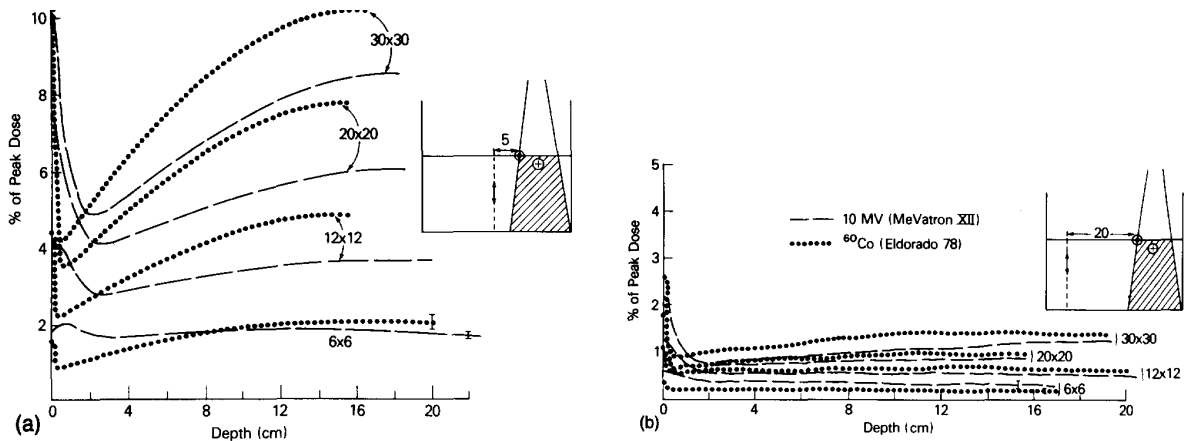 10
8
6
4
2
0
% of Peak Dose
30x30
20x20
12x12
6x6
5
0 4 8 12 16 20
Depth (cm)
(a)
5
4
3
2
1
% of Peak Dose
10 MV (MeVatron XII)
60Co (Eldorado 78)
20
30x30
20x20
12x12
6x6
0 4 8 12 16 20
Depth (cm)
(b)